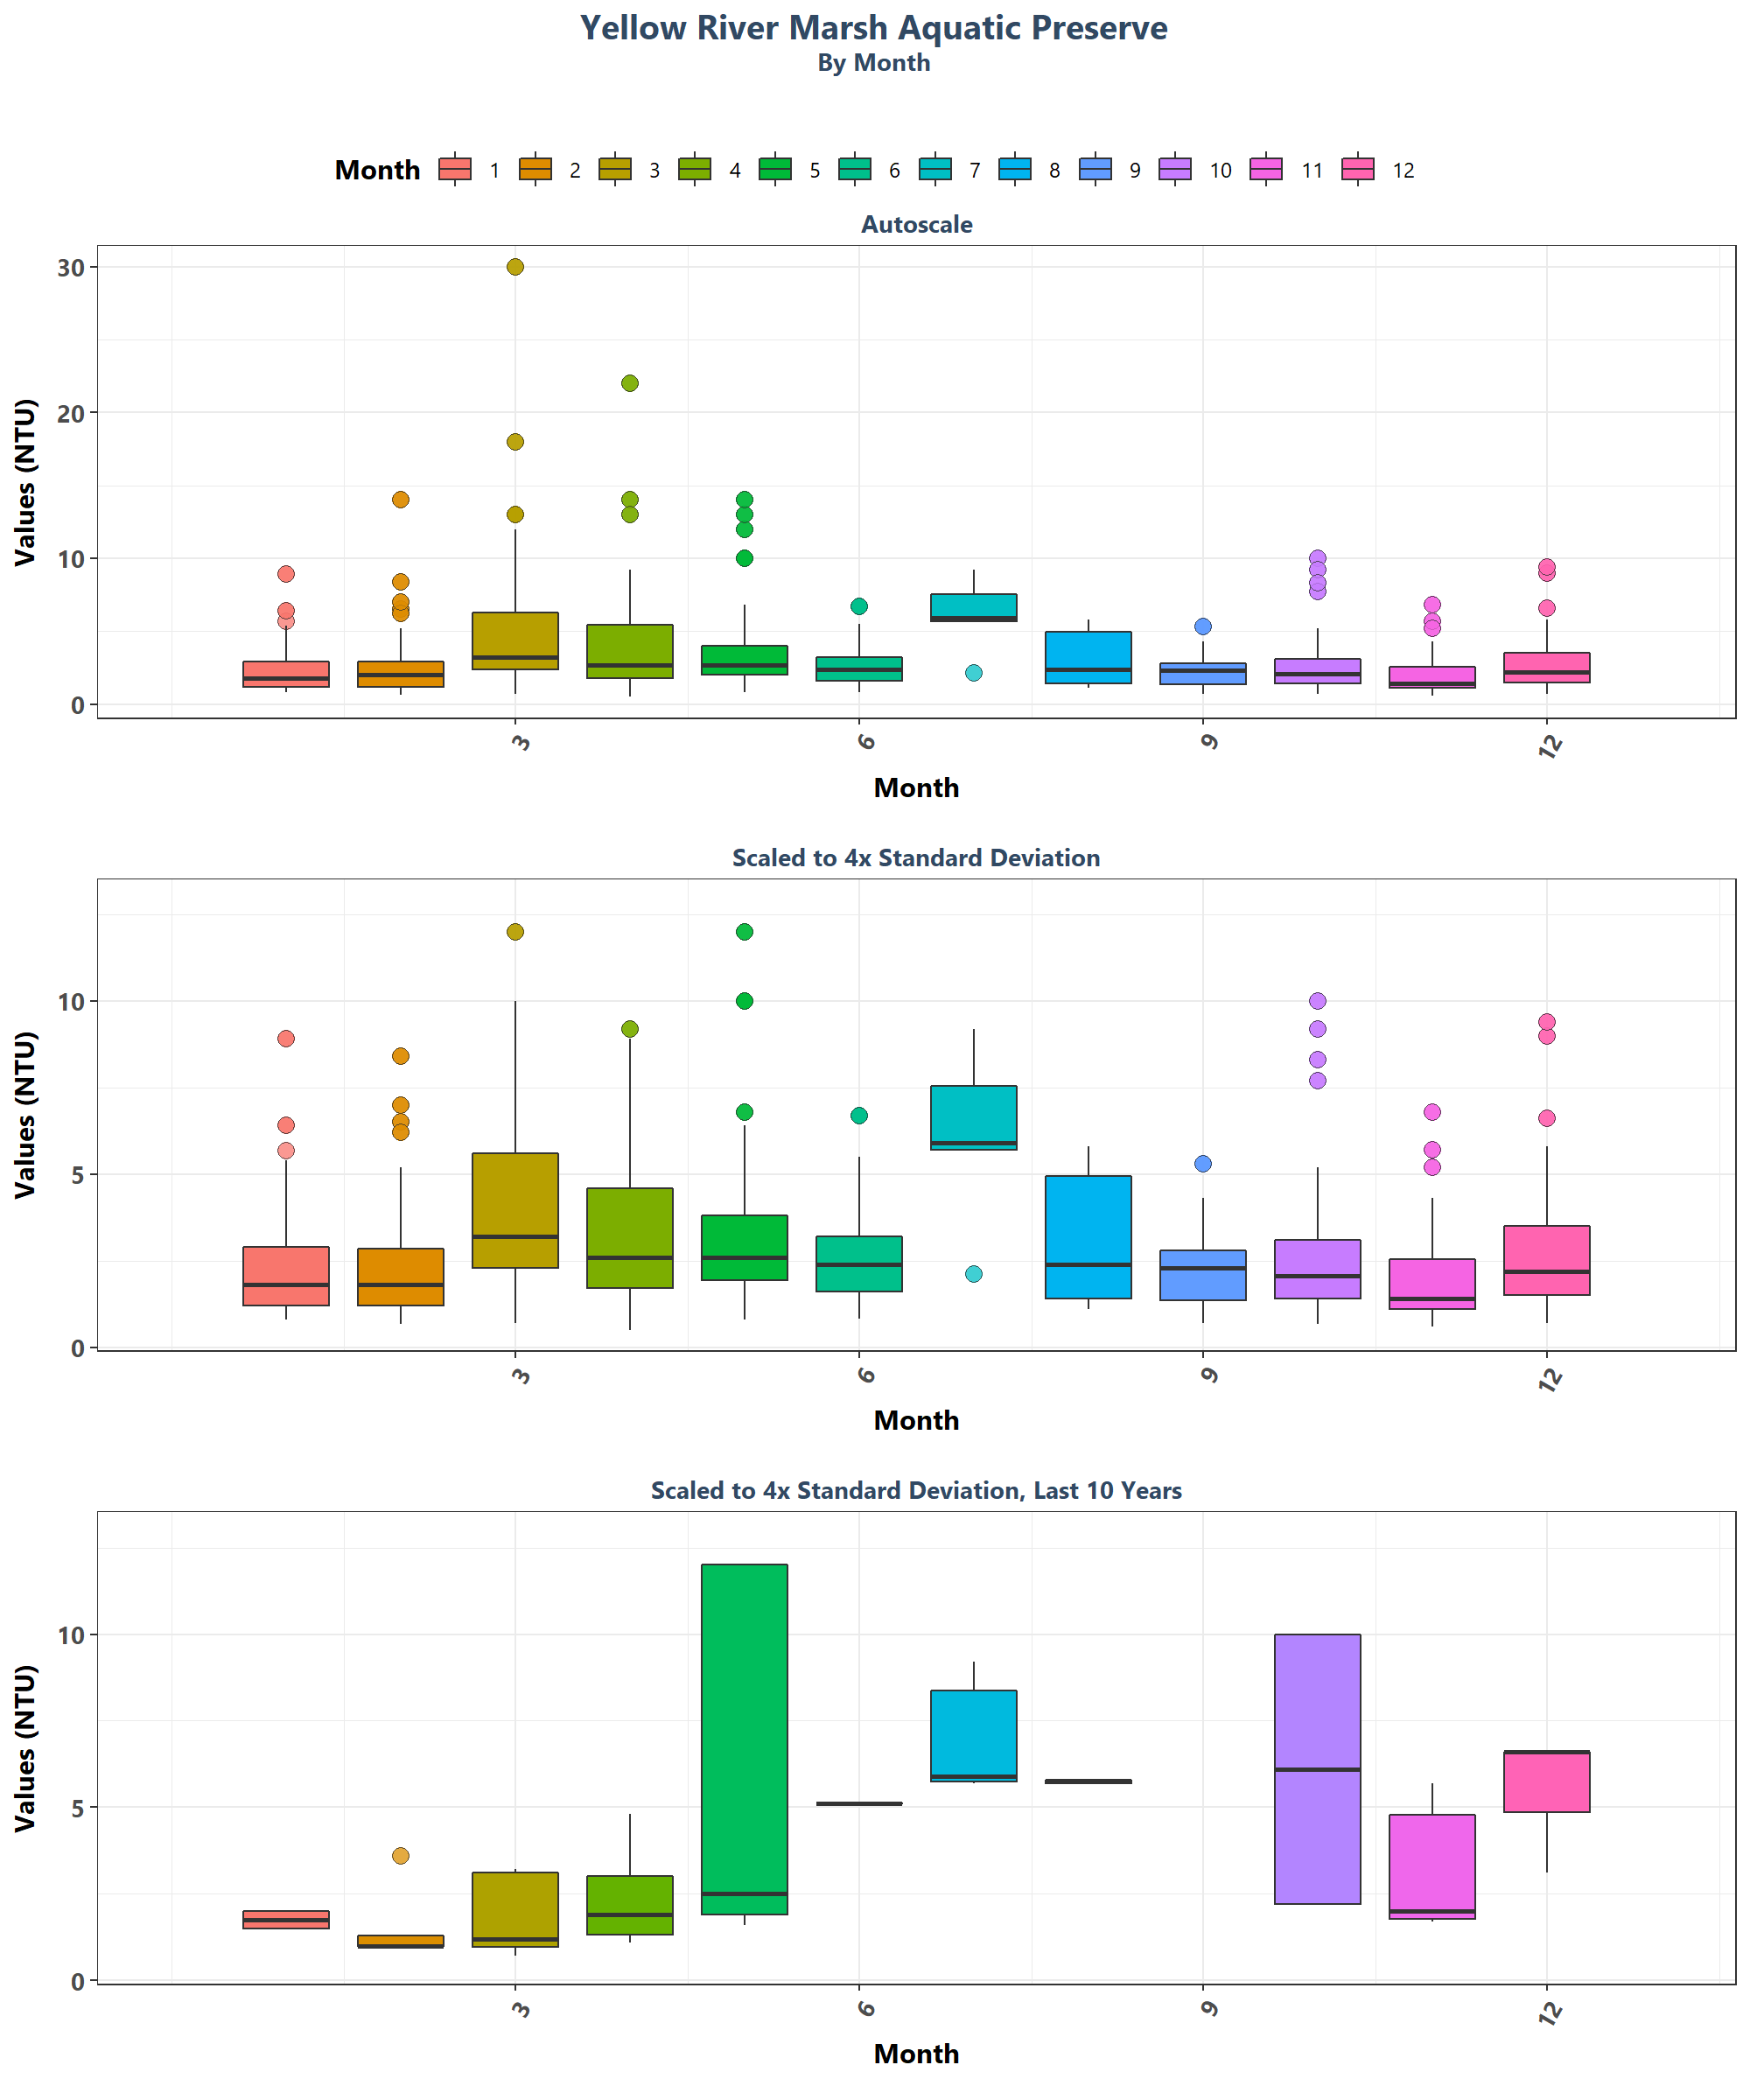 Yellow River Marsh Aquatic Preserve
By Month
Month 1 2 3 4 5 6 7 8 9 10 11 12
Autoscale
Values (NTU)
30
20
10
0
3 6 9 12
Month
Scaled to 4x Standard Deviation
Values (NTU)
10
5
0
3 6 9 12
Month
Scaled to 4x Standard Deviation, Last 10 Years
Values (NTU)
10
5
0
3 6 9 12
Month